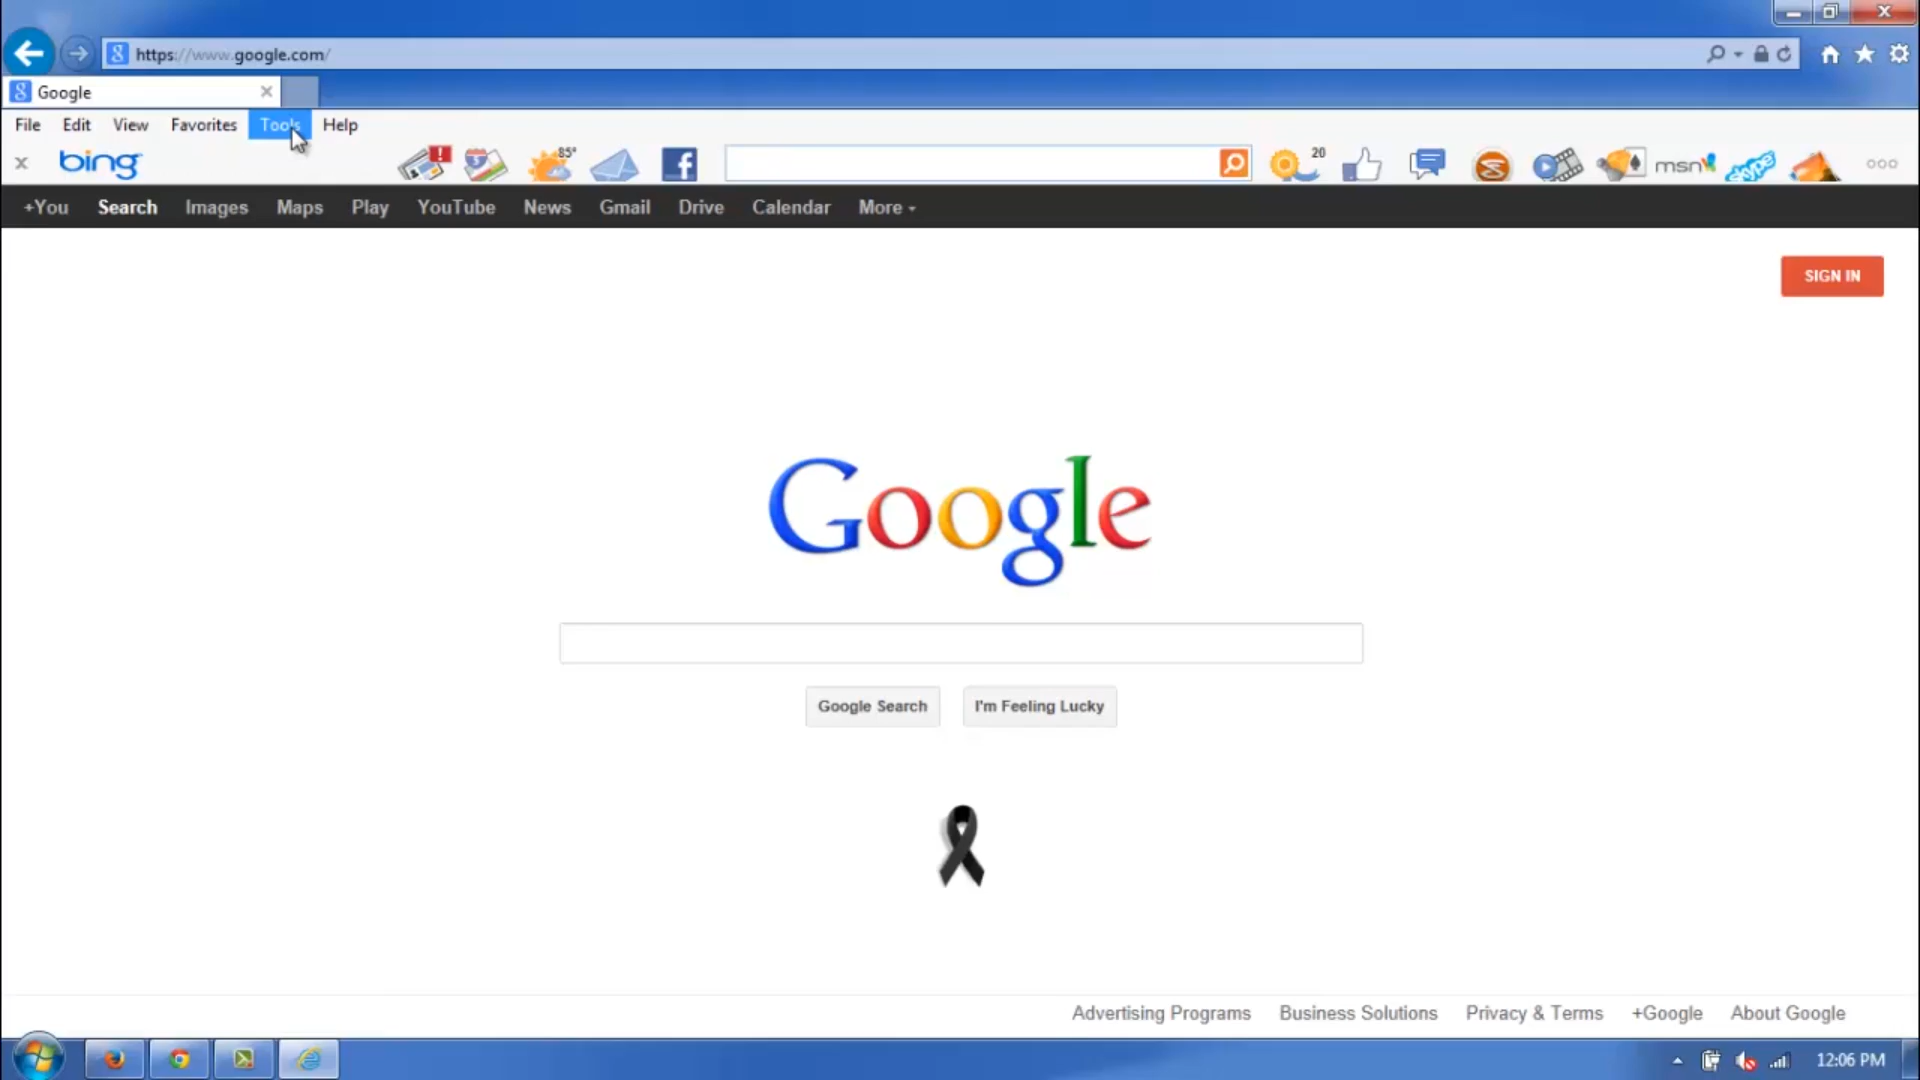 https://www.google.com/
Google
File Edit View Favorites Tools Help
bing 85° 20 msn skype
+You Search Images Maps Play YouTube News Gmail Drive Calendar More
SIGN IN
Google
Google Search I'm Feeling Lucky
Advertising Programs Business Solutions Privacy & Terms +Google About Google
12:06 PM